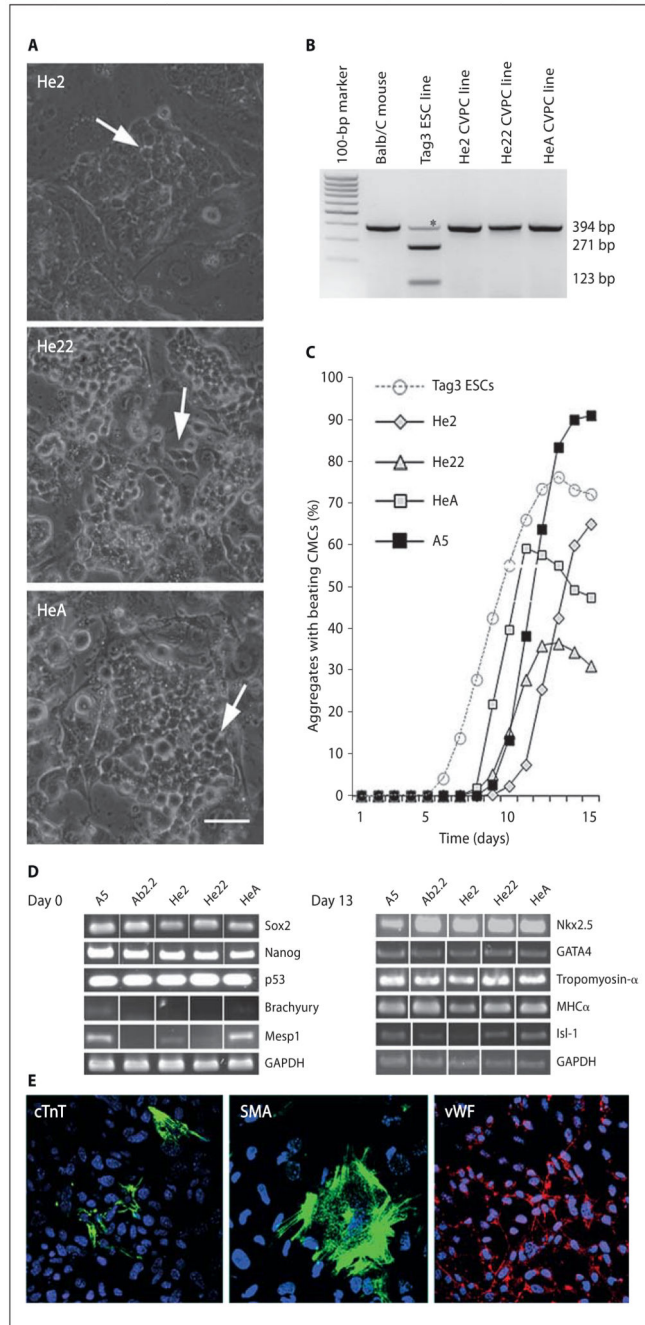 A
He2
He22
HeA
B
100-bp marker
Balb/C mouse
Tag3 ESC line
He2 CVPC line
He22 CVPC line
HeA CVPC line
*
394 bp
271 bp
123 bp
C
Aggregates with beating CMCs (%)
100
90
80
70
60
50
40
30
20
10
0
Tag3 ESCs
He2
He22
HeA
A5
1 5 10 15
Time (days)
D
Day 0
A5 Ab2.2 He2 He22 HeA
Sox2
Nanog
p53
Brachyury
Mesp1
GAPDH
Day 13
A5 Ab2.2 He2 He22 HeA
Nkx2.5
GATA4
Tropomyosin-α
MHCα
Isl-1
GAPDH
E
cTnT
SMA
vWF